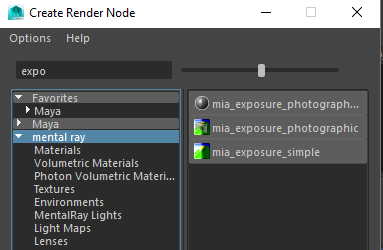 Create Render Node
Options Help
expo
Favorites
Maya
Maya
mental ray
Materials
Volumetric Materials
Photon Volumetric Materi...
Textures
Environments
MentalRay Lights
Light Maps
Lenses
mia_exposure_photograph...
mia_exposure_photographic
mia_exposure_simple